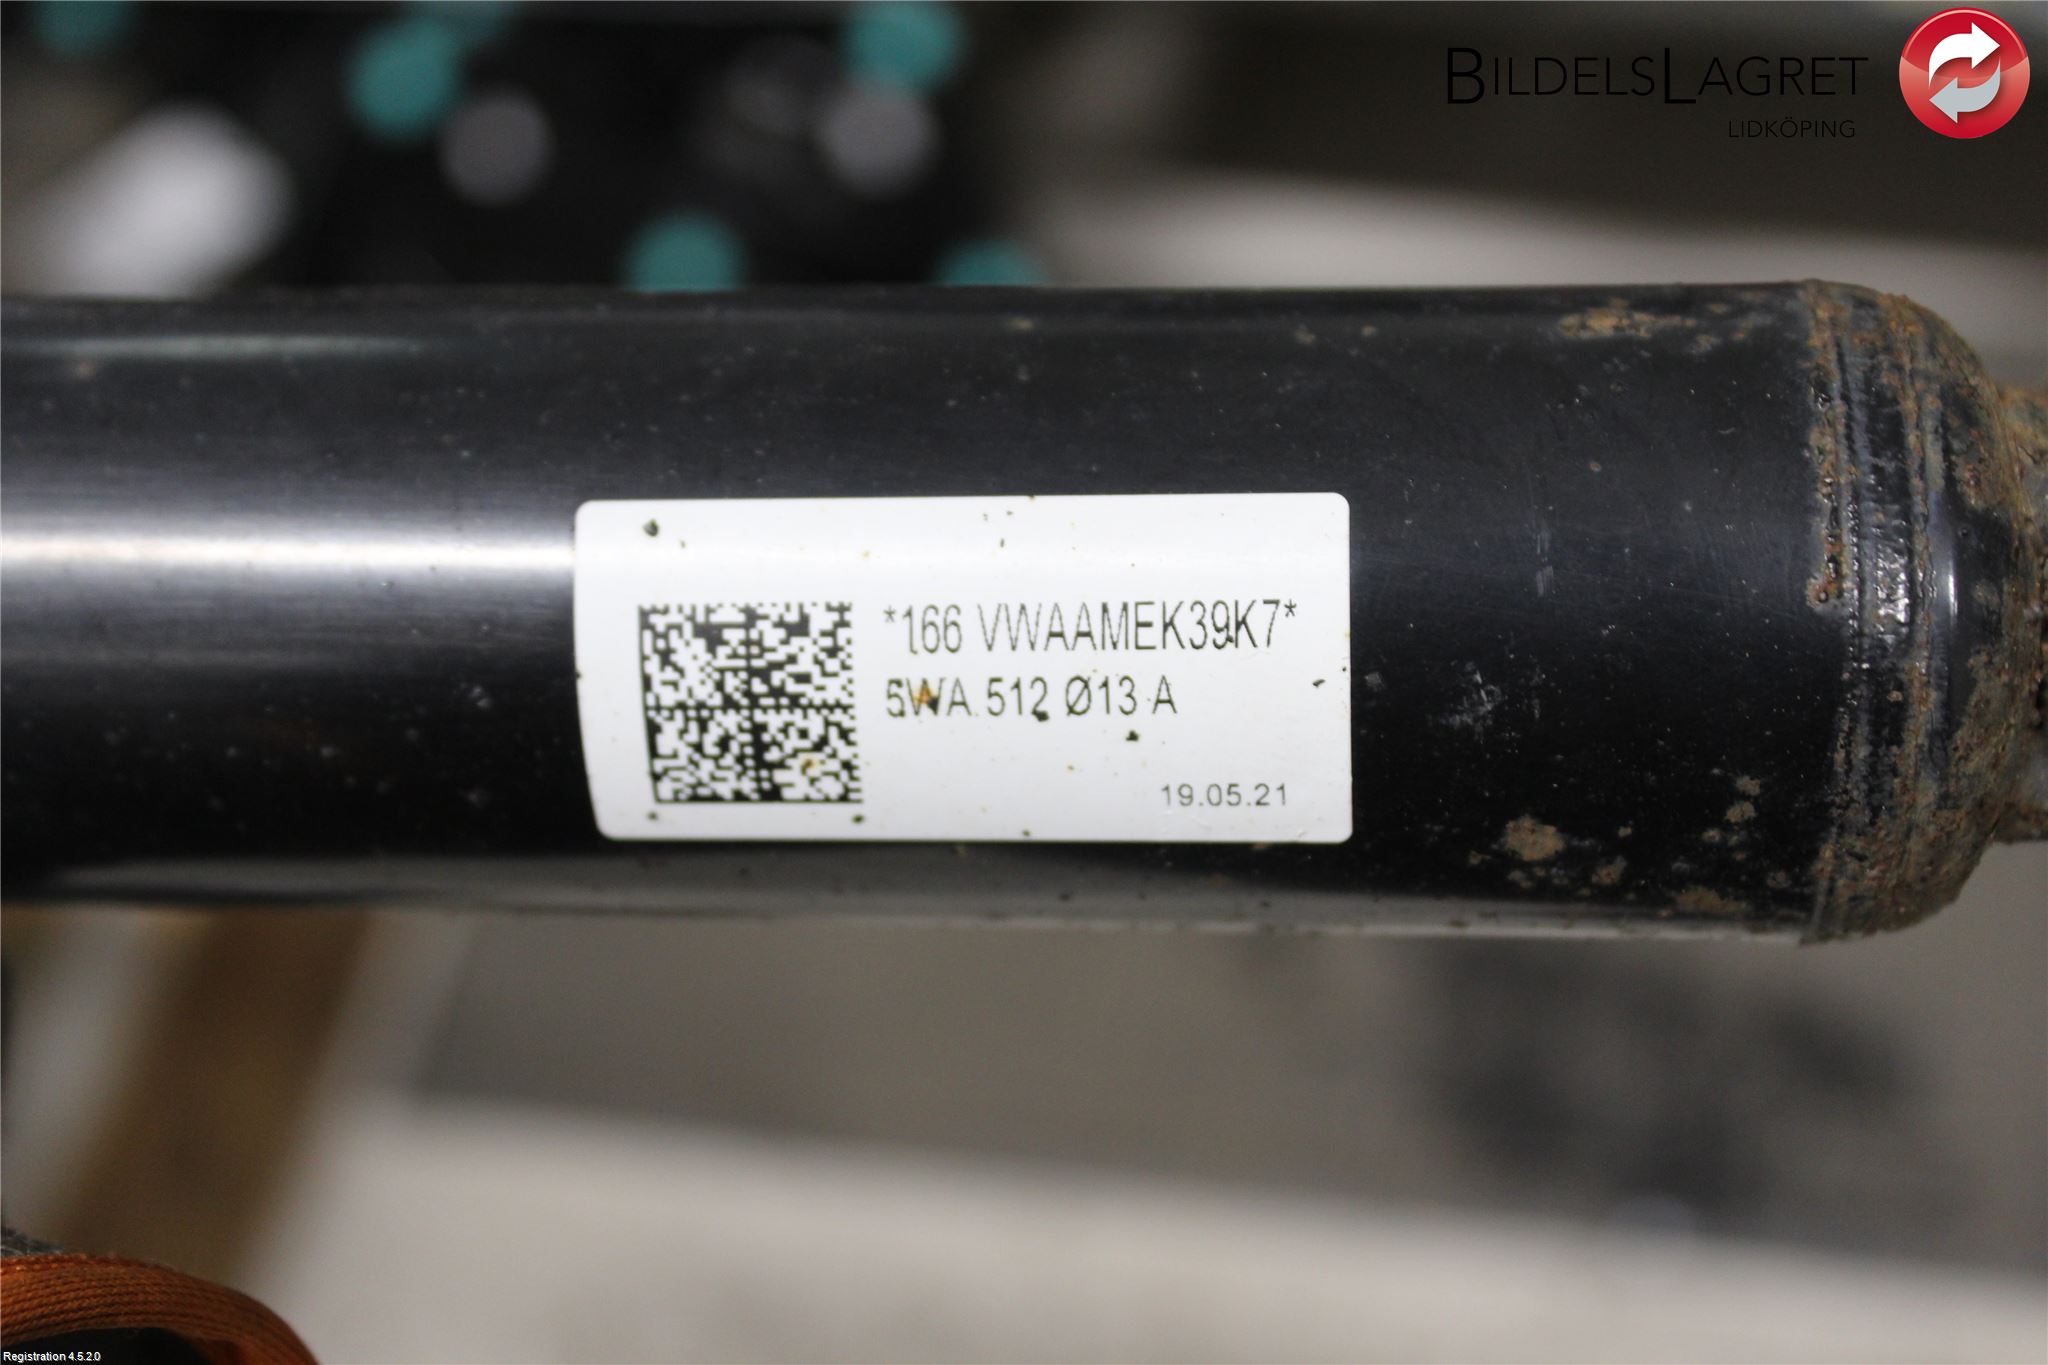 BILDELSLAGRET
LIDKÖPING
*166 VWAAMEK39K7*
5WA 512 Ø13 A
19.05.21
Registration 4.5.2.0